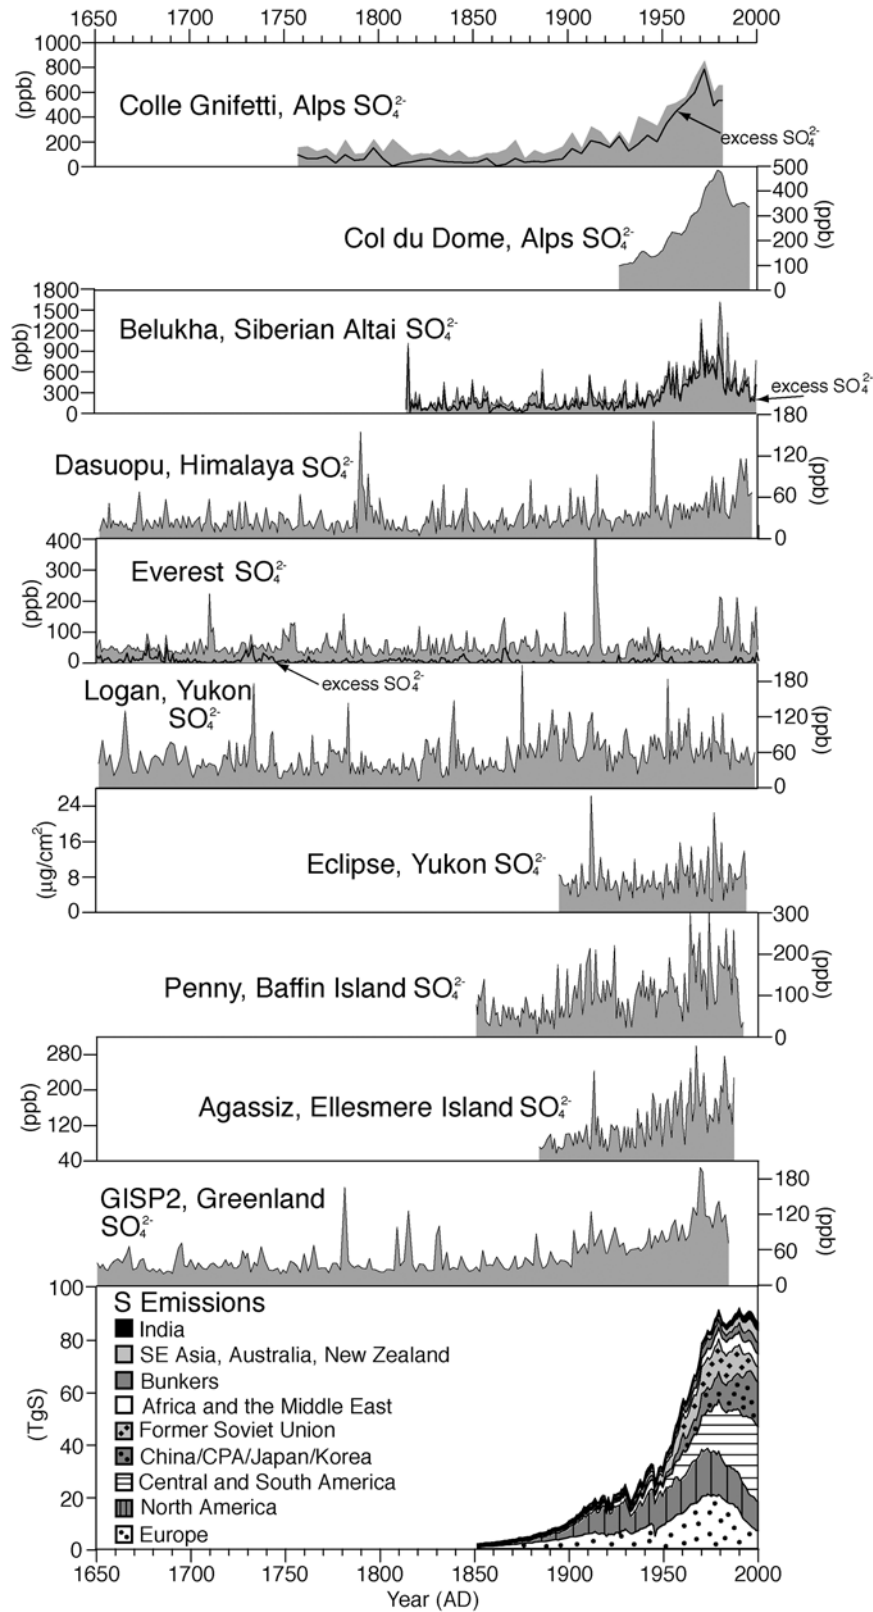 1650 1700 1750 1800 1850 1900 1950 2000
1000
800
600
400
200
0
(ppb)
Colle Gnifetti, Alps SO₄²⁻
excess SO₄²⁻
500
400
300
200
100
0
(ppb)
Col du Dome, Alps SO₄²⁻
1800
1500
1200
900
600
300
0
(ppb)
Belukha, Siberian Altai SO₄²⁻
excess SO₄²⁻
180
120
60
0
(ppb)
Dasuopu, Himalaya SO₄²⁻
400
300
200
100
0
(ppb)
Everest SO₄²⁻
excess SO₄²⁻
Logan, Yukon
SO₄²⁻
180
120
60
0
(ppb)
24
16
8
0
(µg/cm²)
Eclipse, Yukon SO₄²⁻
300
200
100
0
(ppb)
Penny, Baffin Island SO₄²⁻
280
200
120
40
(ppb)
Agassiz, Ellesmere Island SO₄²⁻
GISP2, Greenland
SO₄²⁻
180
120
60
0
(ppb)
100
80
60
40
20
0
(TgS)
S Emissions
India
SE Asia, Australia, New Zealand
Bunkers
Africa and the Middle East
Former Soviet Union
China/CPA/Japan/Korea
Central and South America
North America
Europe
1650 1700 1750 1800 1850 1900 1950 2000
Year (AD)